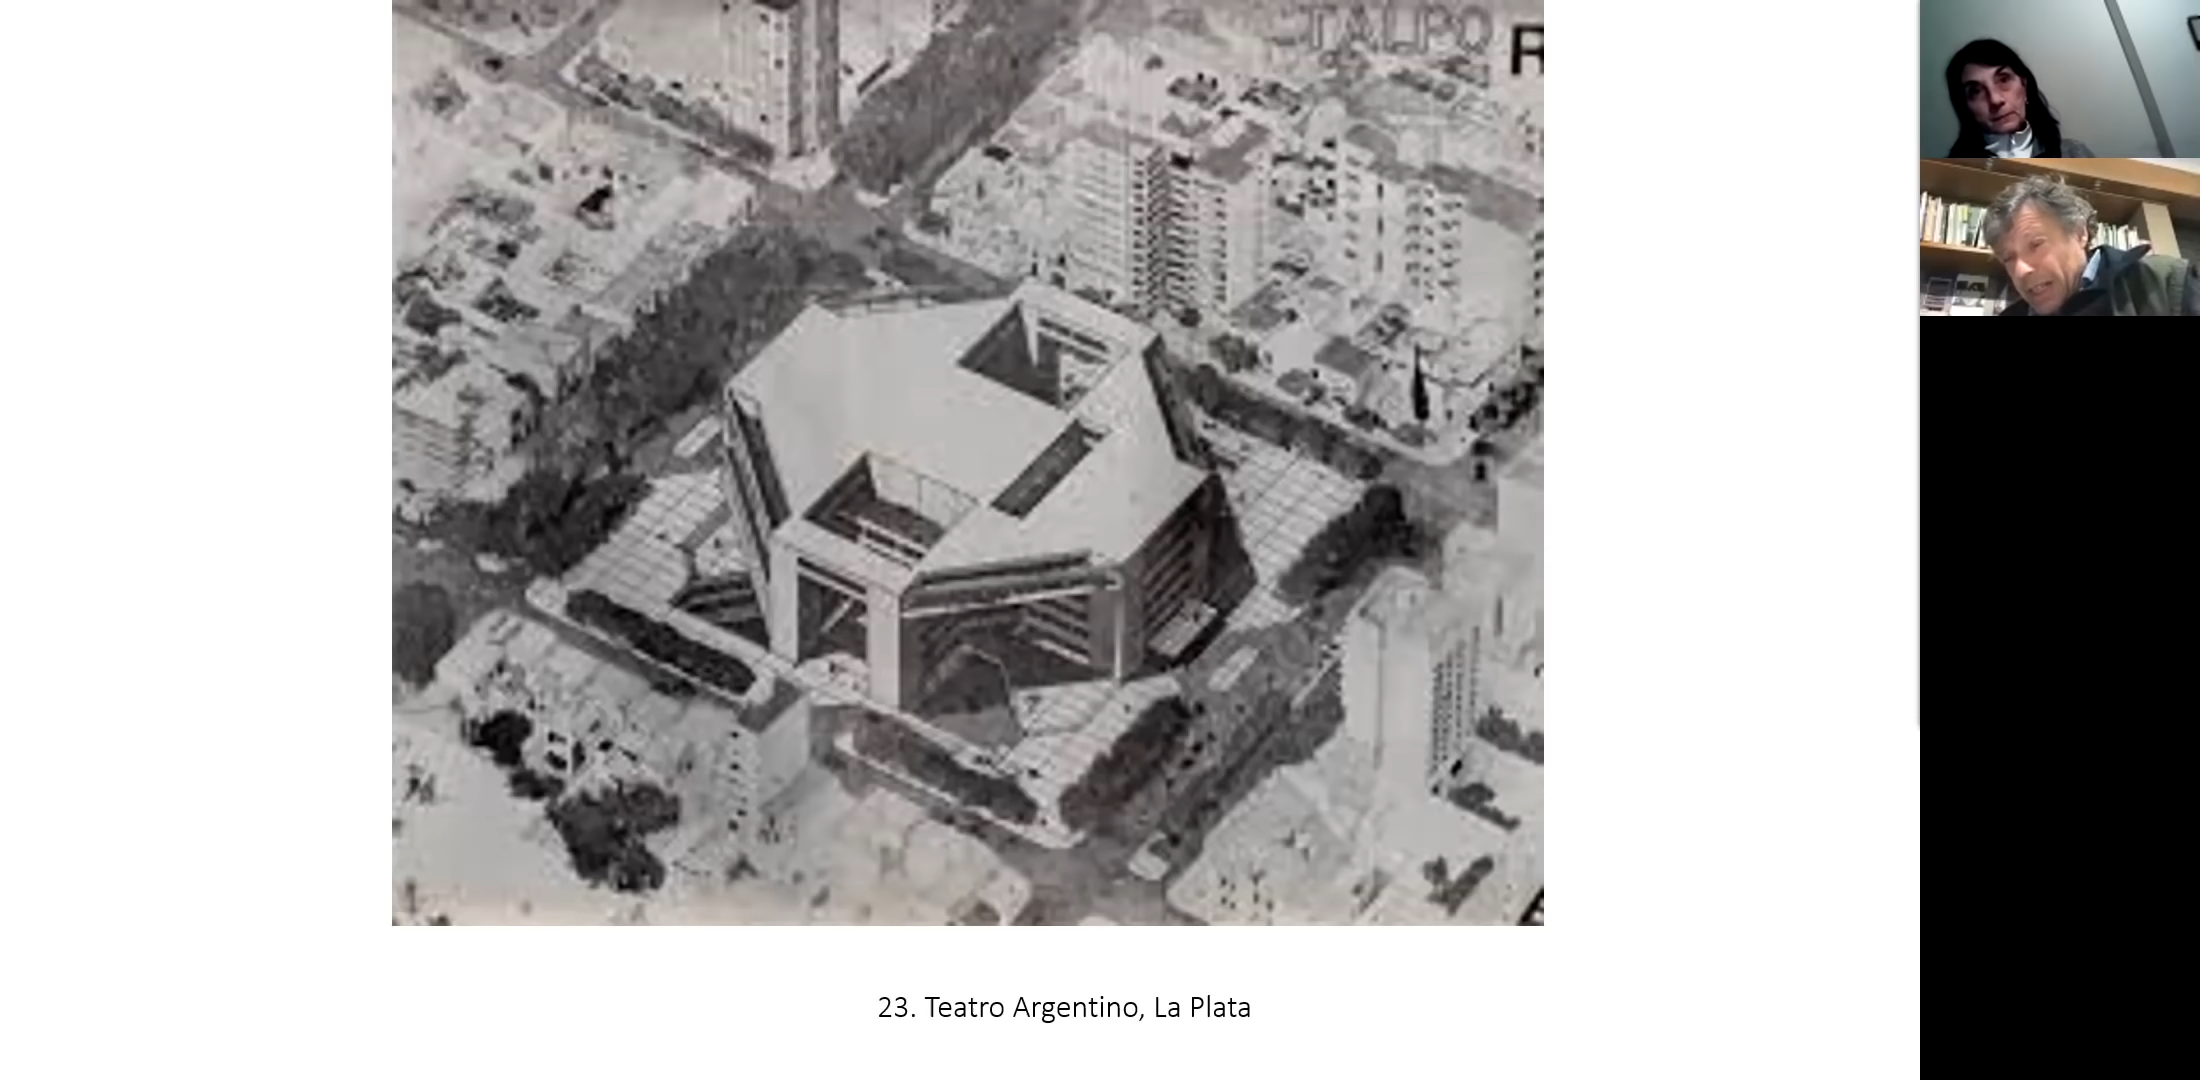 R
23. Teatro Argentino, La Plata